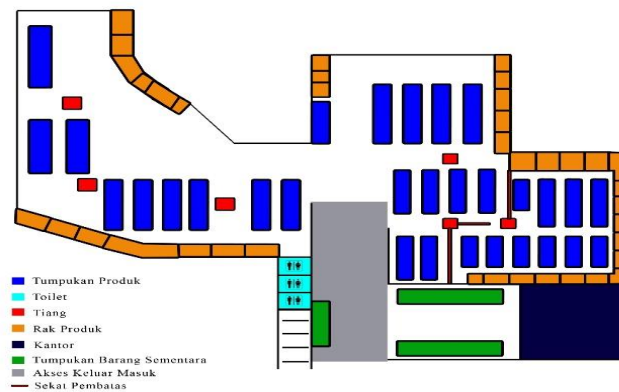 Tumpukan Produk
Toilet
Tiang
Rak Produk
Kantor
Tumpukan Barang Sementara
Akses Keluar Masuk
Sekat Pembatas